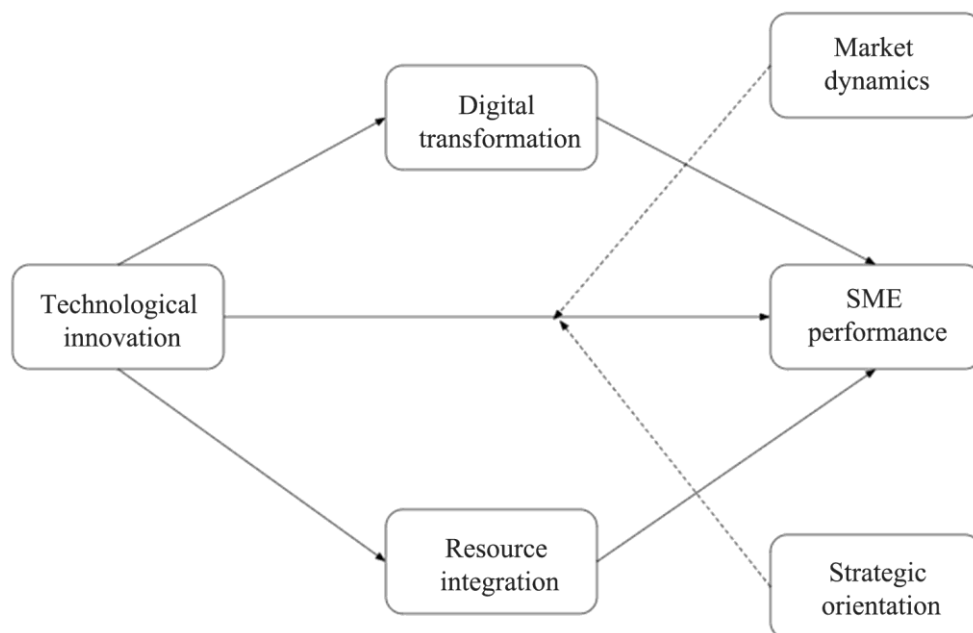 Market
dynamics
Digital
transformation
Technological
innovation
SME
performance
Resource
integration
Strategic
orientation